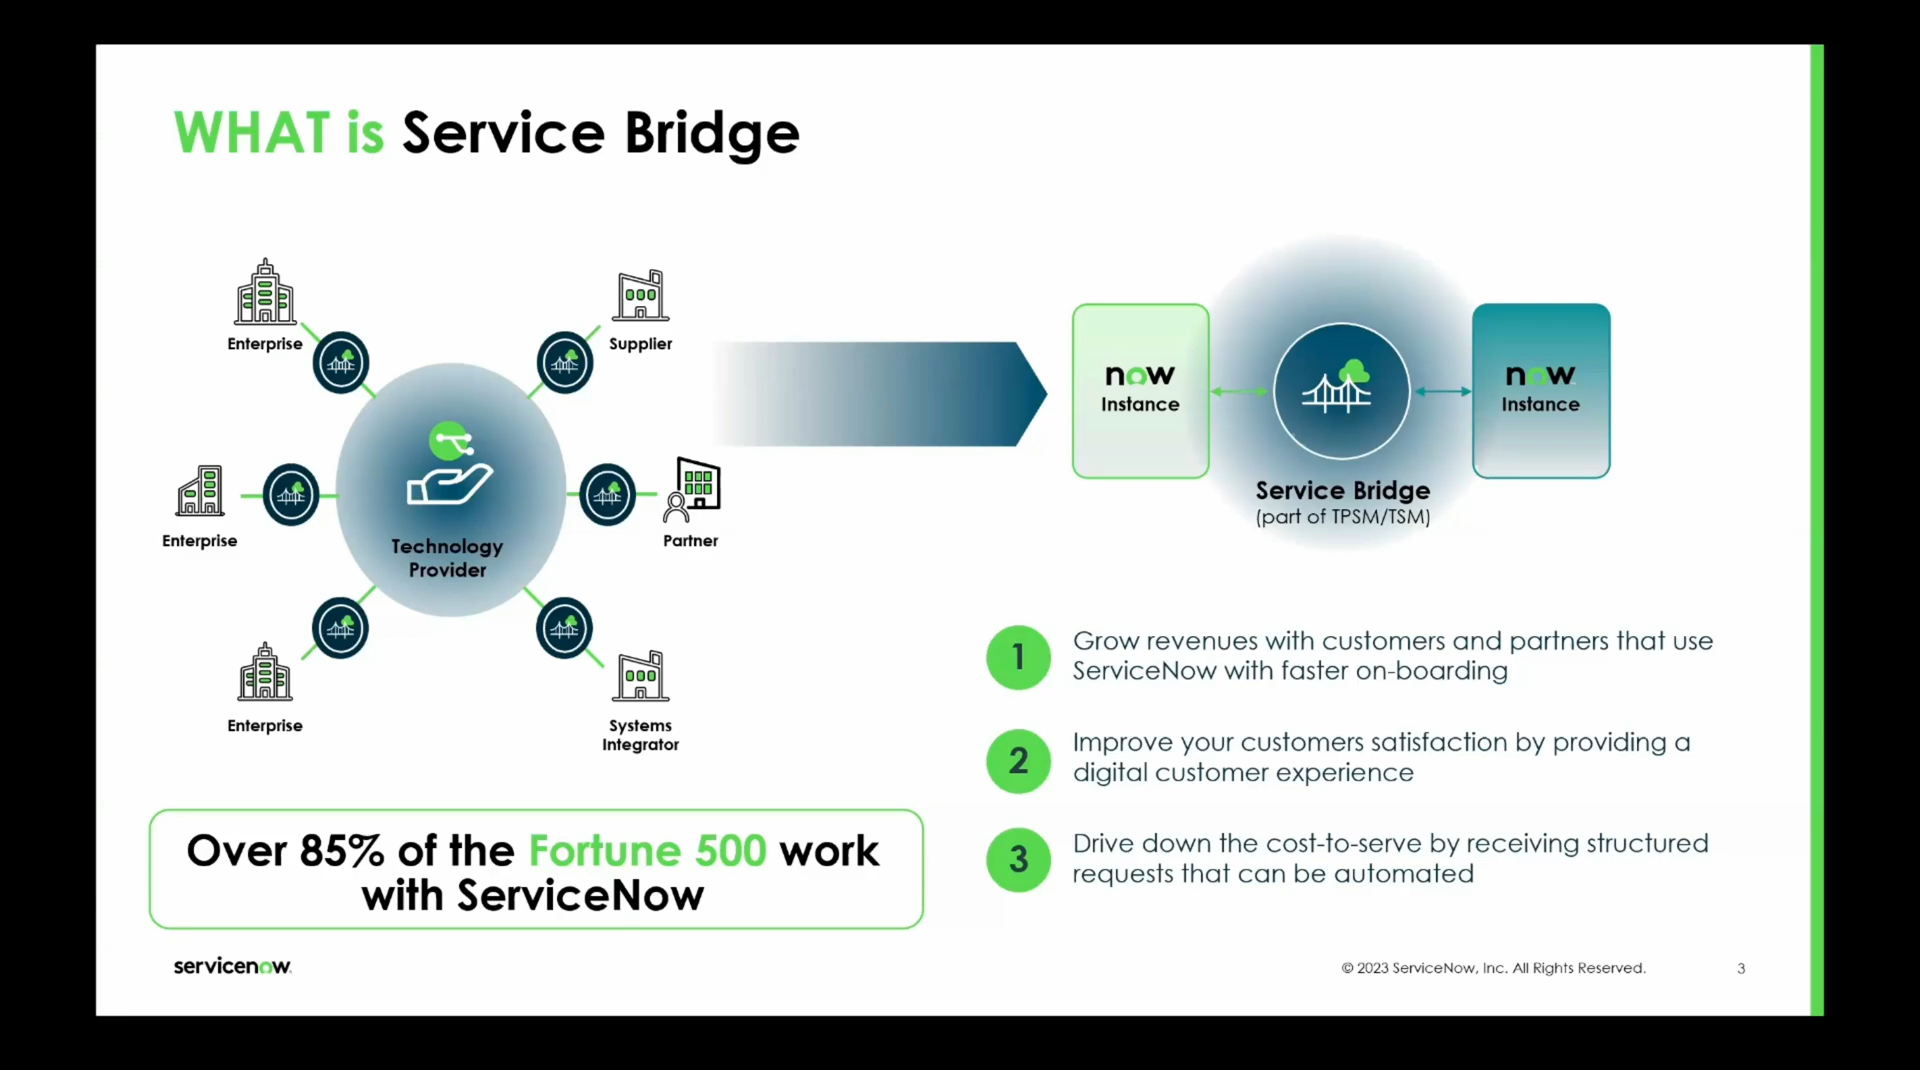 WHAT is Service Bridge
Enterprise
Supplier
Enterprise
Technology
Provider
Partner
Enterprise
Systems
Integrator
now
Instance
now
Instance
Service Bridge
(part of TPSM/TSM)
1
Grow revenues with customers and partners that use
ServiceNow with faster on-boarding
2
Improve your customers satisfaction by providing a
digital customer experience
3
Drive down the cost-to-serve by receiving structured
requests that can be automated
Over 85% of the Fortune 500 work
with ServiceNow
servicenow
© 2023 ServiceNow, Inc. All Rights Reserved.
3